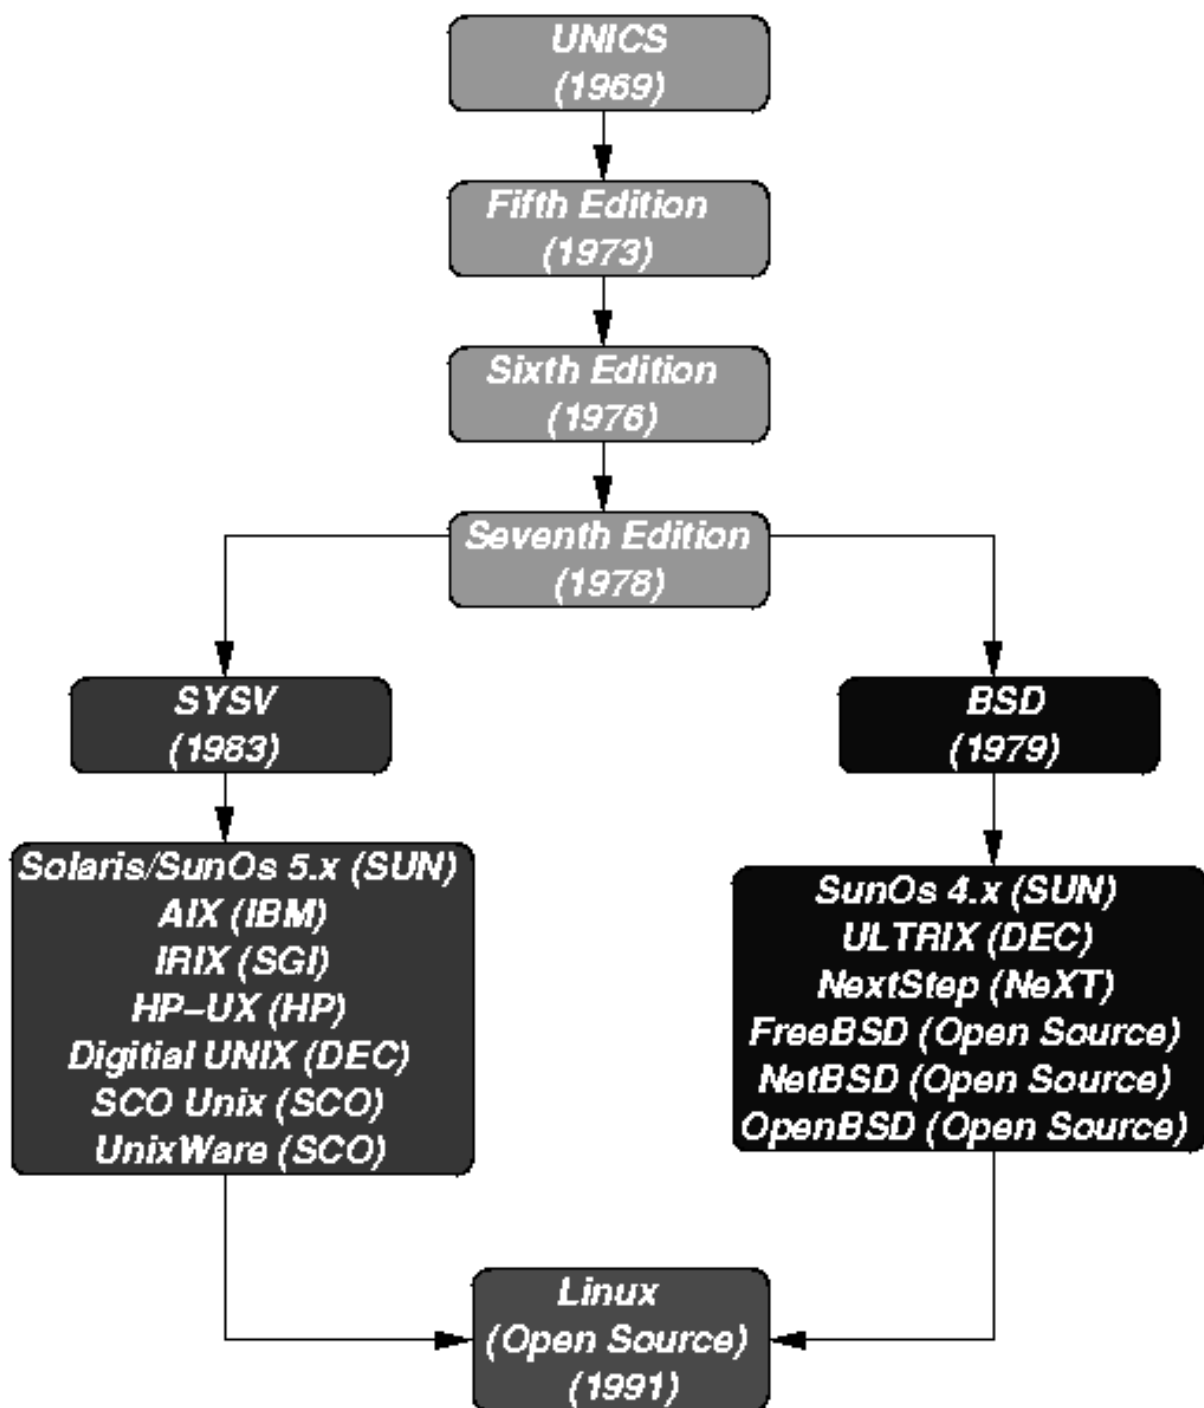 UNICS
(1969)
Fifth Edition
(1973)
Sixth Edition
(1976)
Seventh Edition
(1978)
SYSV
(1983)
BSD
(1979)
Solaris/SunOs 5.x (SUN)
AIX (IBM)
IRIX (SGI)
HP-UX (HP)
Digitial UNIX (DEC)
SCO Unix (SCO)
UnixWare (SCO)
SunOs 4.x (SUN)
ULTRIX (DEC)
NextStep (NeXT)
FreeBSD (Open Source)
NetBSD (Open Source)
OpenBSD (Open Source)
Linux
(Open Source)
(1991)